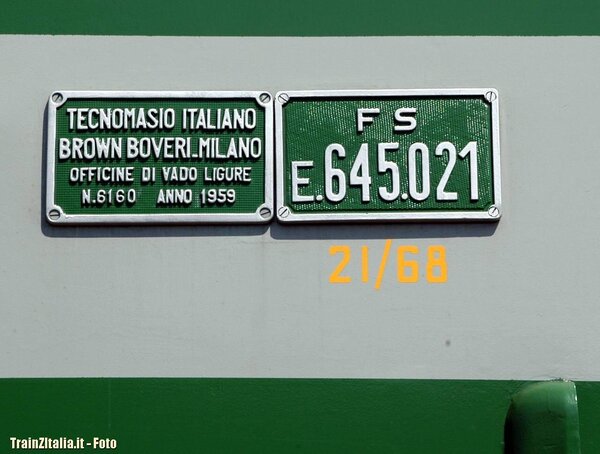 TECNOMASIO ITALIANO
BROWN BOVERI-MILANO
OFFICINE DI VADO LIGURE
N.6160 ANNO 1959
FS
E.645.021
21/68
TrainZItalia.it - Foto